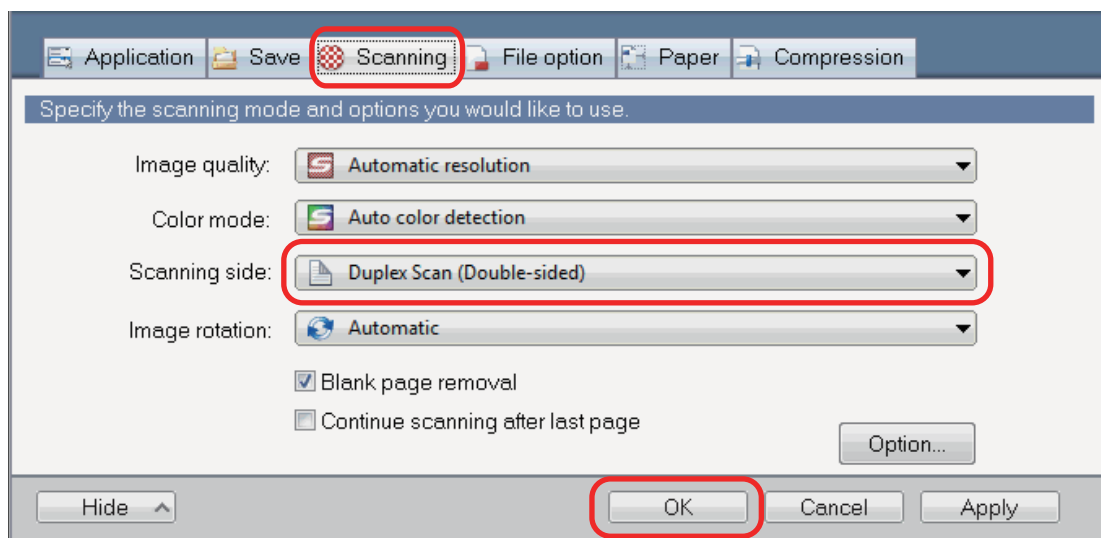 Application Save Scanning File option Paper Compression
Specify the scanning mode and options you would like to use.
Image quality: Automatic resolution
Color mode: Auto color detection
Scanning side: Duplex Scan (Double-sided)
Image rotation: Automatic
Blank page removal
Continue scanning after last page
Option...
Hide OK Cancel Apply